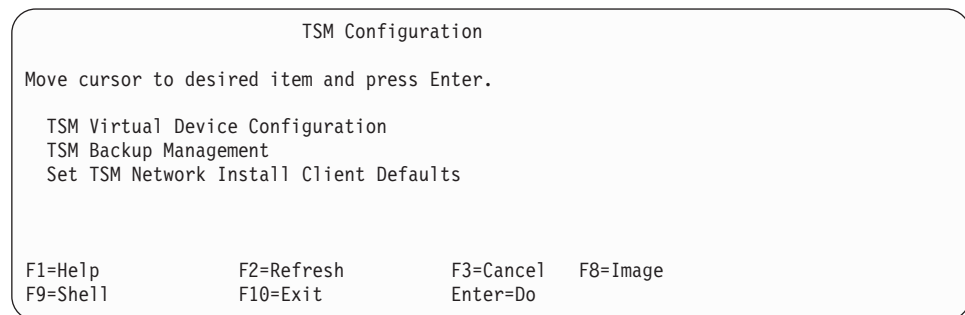 TSM Configuration
Move cursor to desired item and press Enter.
TSM Virtual Device Configuration
TSM Backup Management
Set TSM Network Install Client Defaults
F1=Help F2=Refresh F3=Cancel F8=Image
F9=Shell F10=Exit Enter=Do